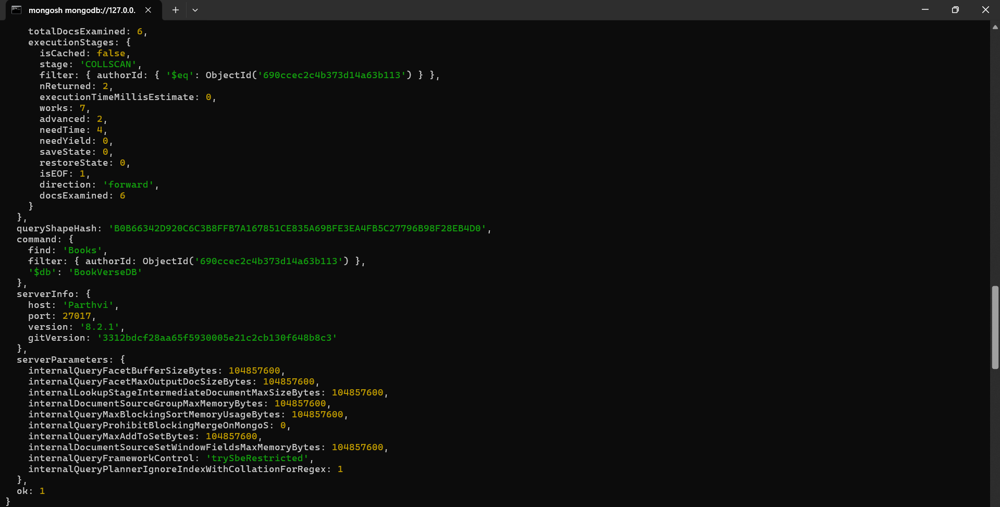 mongosh mongodb://127.0.0.
totalDocsExamined: 6,
executionStages: {
isCached: false,
stage: 'COLLSCAN',
filter: { authorId: { '$eq': ObjectId('690ccec2c4b373d14a63b113') } },
nReturned: 2,
executionTimeMillisEstimate: 0,
works: 7,
advanced: 2,
needTime: 4,
needYield: 0,
saveState: 0,
restoreState: 0,
isEOF: 1,
direction: 'forward',
docsExamined: 6
}
},
queryShapeHash: 'B0B66342D920C6C3B8FFB7A167851CE835A69BFE3EA4FB5C27796B98F28EB4D0',
command: {
find: 'Books',
filter: { authorId: ObjectId('690ccec2c4b373d14a63b113') },
'$db': 'BookVerseDB'
},
serverInfo: {
host: 'Parthvi',
port: 27017,
version: '8.2.1',
gitVersion: '3312bdcf28aa65f5930005e21c2cb130f648b8c3'
},
serverParameters: {
internalQueryFacetBufferSizeBytes: 104857600,
internalQueryFacetMaxOutputDocSizeBytes: 104857600,
internalLookupStageIntermediateDocumentMaxSizeBytes: 104857600,
internalDocumentSourceGroupMaxMemoryBytes: 104857600,
internalQueryMaxBlockingSortMemoryUsageBytes: 104857600,
internalQueryProhibitBlockingMergeOnMongoS: 0,
internalQueryMaxAddToSetBytes: 104857600,
internalDocumentSourceSetWindowFieldsMaxMemoryBytes: 104857600,
internalQueryFrameworkControl: 'trySbeRestricted',
internalQueryPlannerIgnoreIndexWithCollationForRegex: 1
},
ok: 1
}